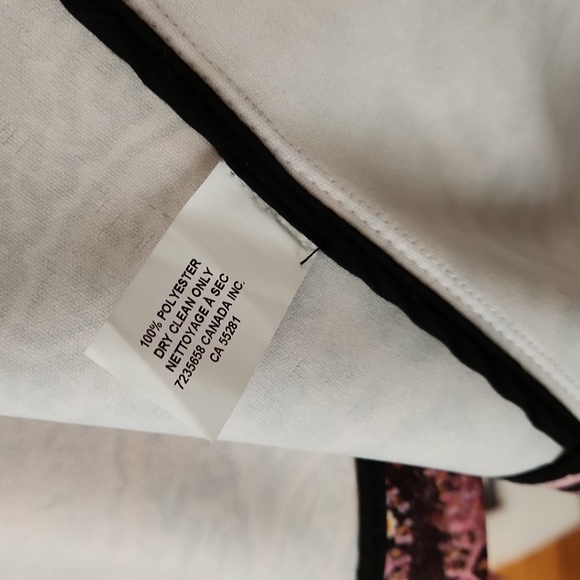 100% POLYESTER
DRY CLEAN ONLY
NETTOYAGE À SEC
7235658 CANADA INC.
CA 55281